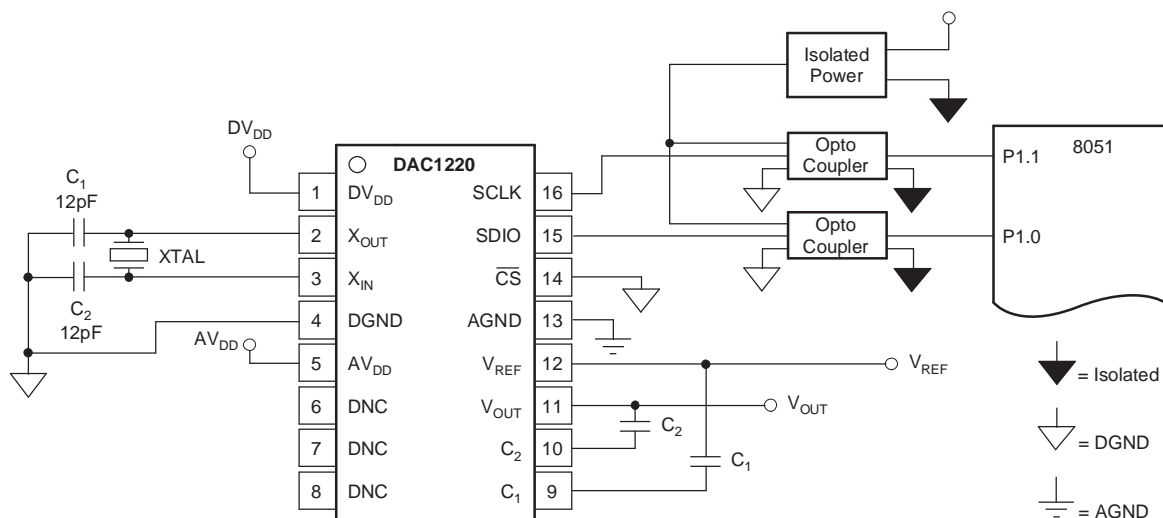 Isolated
Power
DV_DD
DAC1220
Opto
Coupler
8051
P1.1
C_1
12pF
1 DV_DD SCLK 16
2 X_OUT SDIO 15
Opto
Coupler
P1.0
XTAL
3 X_IN C̅S̅ 14
C_2
12pF
4 DGND AGND 13
AV_DD
5 AV_DD V_REF 12
V_REF
= Isolated
6 DNC V_OUT 11
V_OUT
C_2
= DGND
7 DNC C_2 10
C_1
8 DNC C_1 9
= AGND